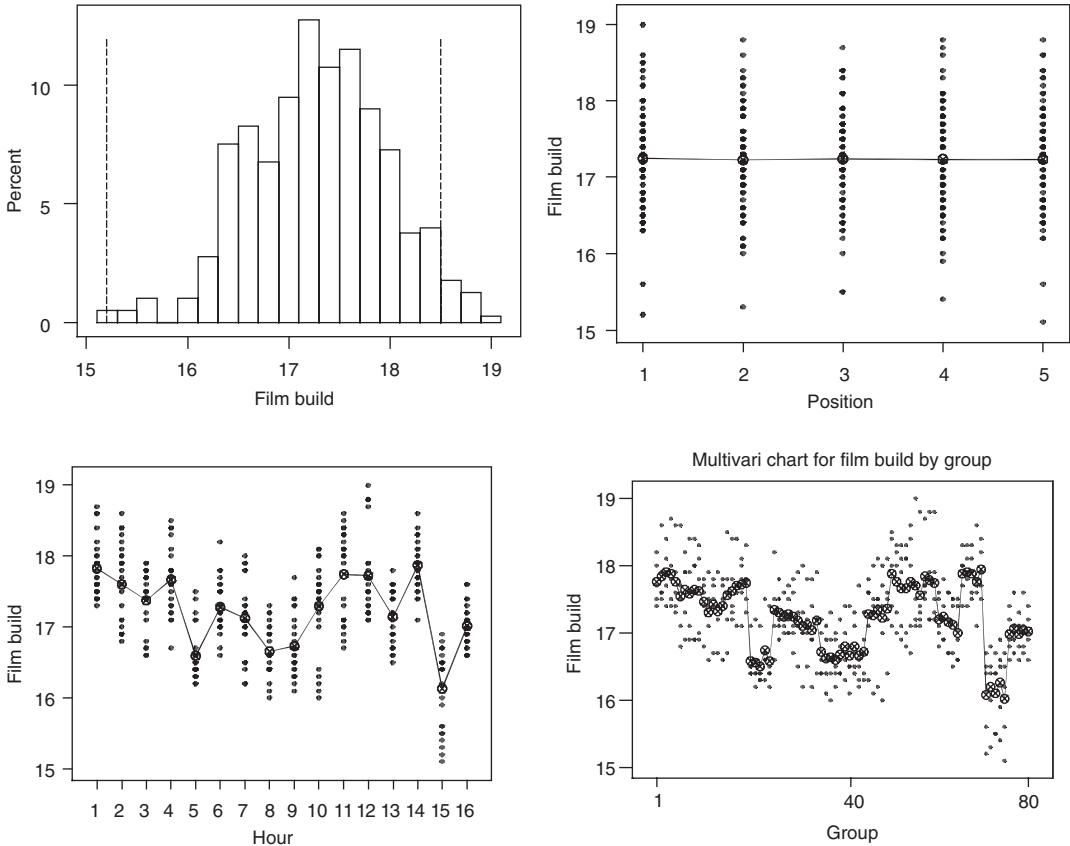 Percent
10
5
0
15 16 17 18 19
Film build
Film build
19
18
17
16
15
1 2 3 4 5
Position
Film build
19
18
17
16
15
1 2 3 4 5 6 7 8 9 10 11 12 13 14 15 16
Hour
Multivari chart for film build by group
Film build
19
18
17
16
15
1 40 80
Group